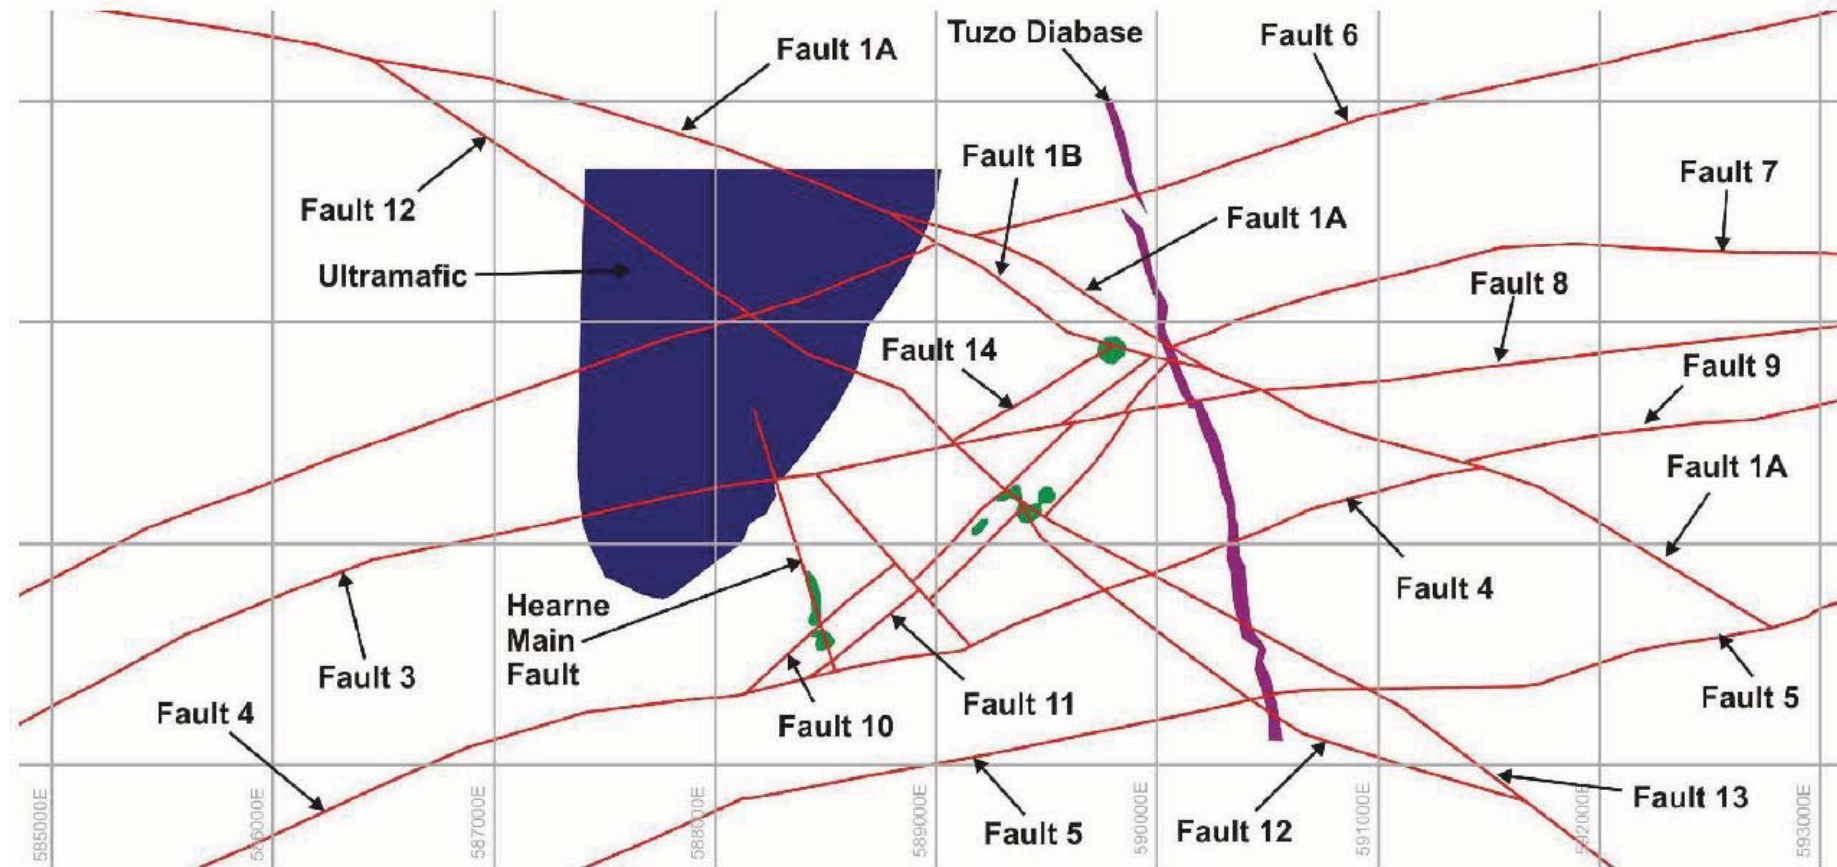 Tuzo Diabase
Fault 6
Fault 1A
Fault 1B
Fault 7
Fault 12
Fault 1A
Ultramafic
Fault 8
Fault 14
Fault 9
Fault 1A
Fault 4
Hearne
Main
Fault
Fault 3
Fault 11
Fault 5
Fault 4
Fault 10
Fault 13
Fault 5
Fault 12
585000E
586000E
587000E
588000E
589000E
590000E
591000E
592000E
593000E